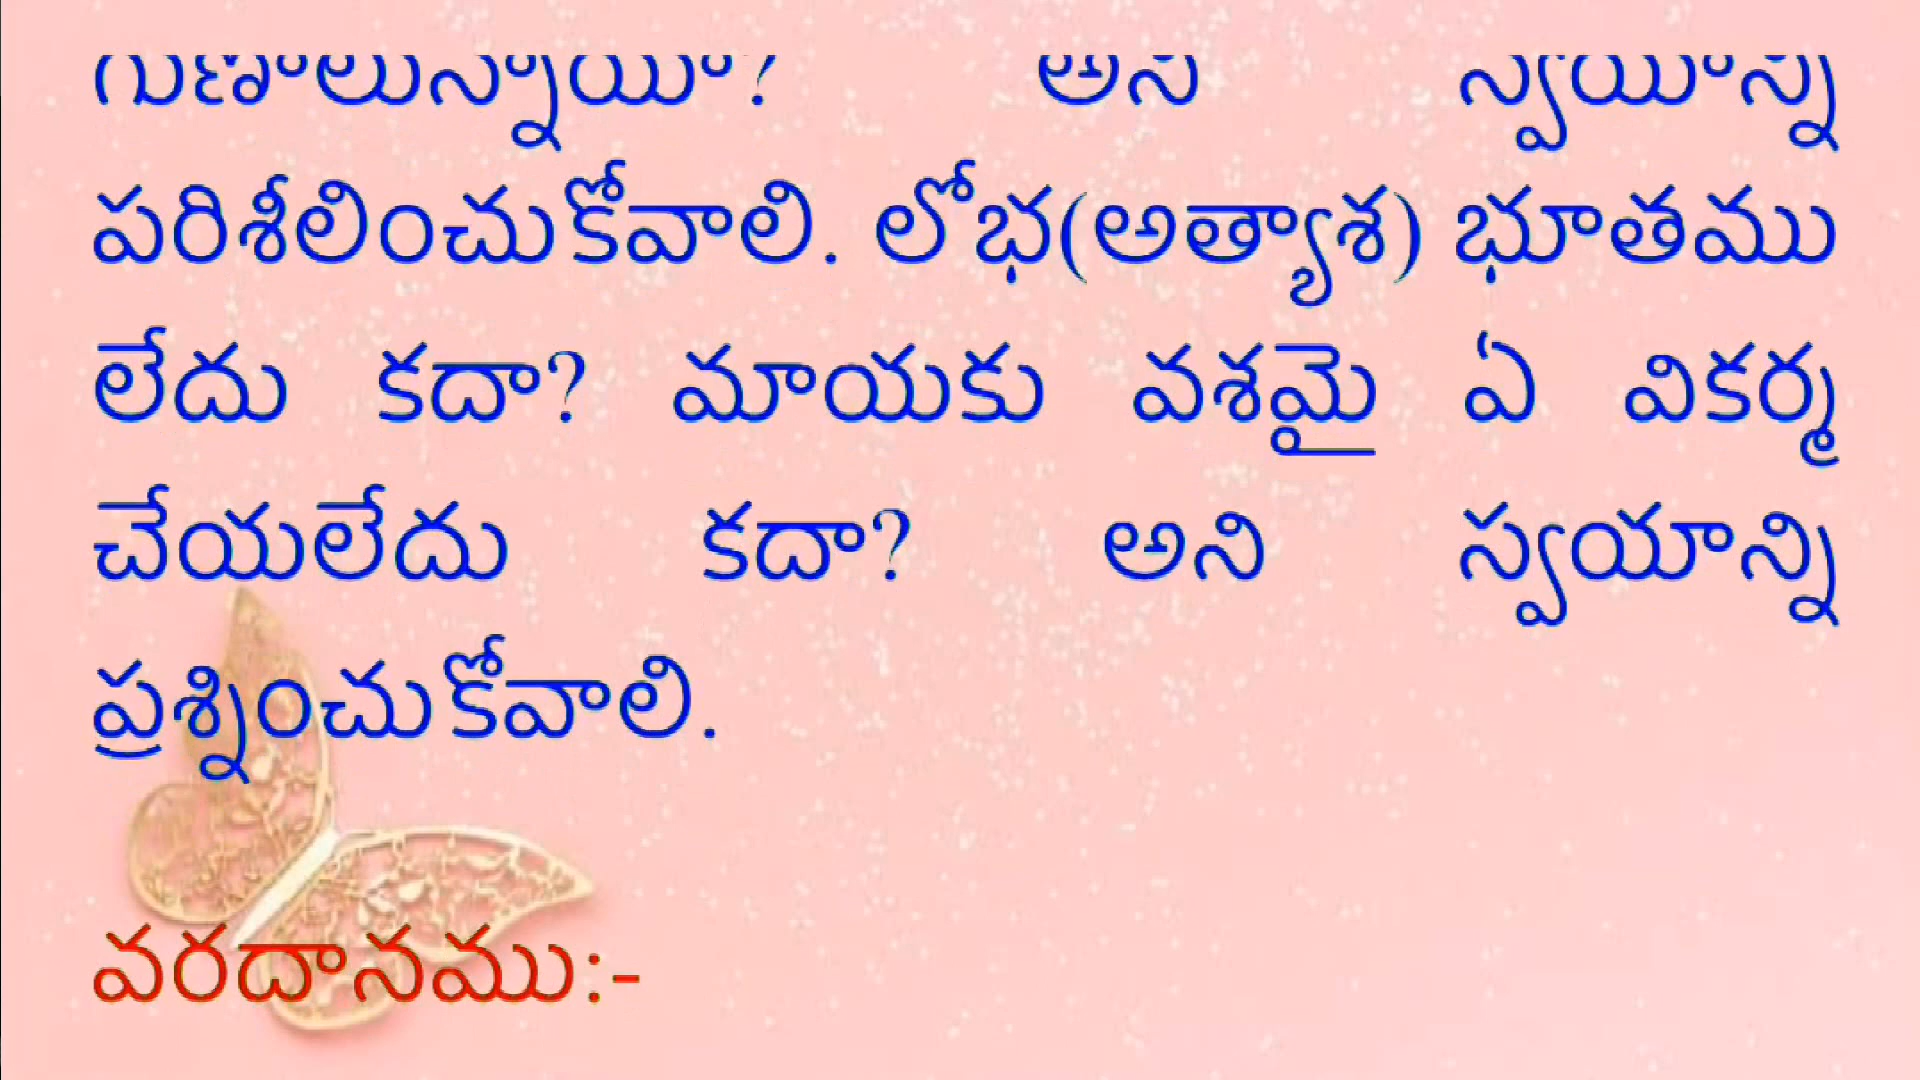 గుణాలున్నాయా? అని స్వయాన్ని
పరిశీలించుకోవాలి. లోభ(అత్యాశ) భూతము
లేదు కదా? మాయకు వశమై ఏ వికర్మ
చేయలేదు కదా? అని స్వయాన్ని
ప్రశ్నించుకోవాలి.
వరదానము:-